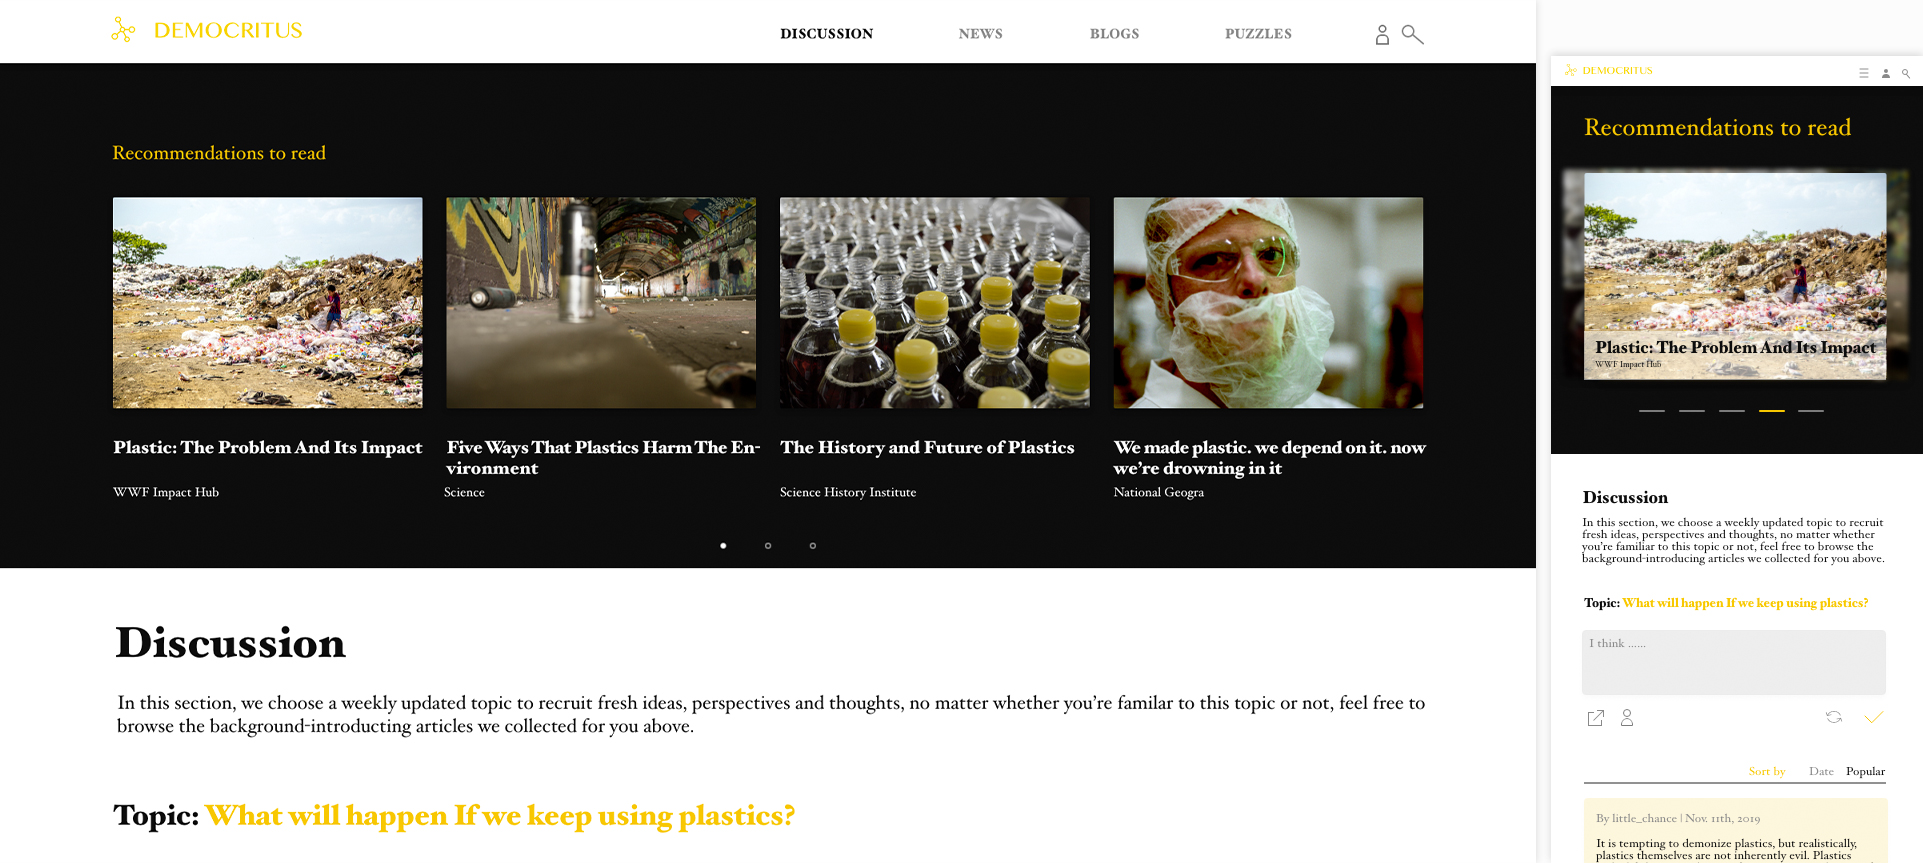 DEMOCRITUS
DISCUSSION
NEWS
BLOGS
PUZZLES
Recommendations to read
Plastic: The Problem And Its Impact
WWF Impact Hub
Five Ways That Plastics Harm The En-
vironment
Science
The History and Future of Plastics
Science History Institute
We made plastic. we depend on it. now
we're drowning in it
National Geogra
Discussion
In this section, we choose a weekly updated topic to recruit fresh ideas, perspectives and thoughts, no matter whether you're familar to this topic or not, feel free to
browse the background-introducting articles we collected for you above.
Topic: What will happen If we keep using plastics?
DEMOCRITUS
Recommendations to read
Plastic: The Problem And Its Impact
WWF Impact Hub
Discussion
In this section, we choose a weekly updated topic to recruit
fresh ideas, perspectives and thoughts, no matter whether
you're familiar to this topic or not, feel free to browse the
background-introducing articles we collected for you above.
Topic: What will happen If we keep using plastics?
I think ......
Sort by
Date
Popular
By little_chance | Nov. 11th, 2019
It is tempting to demonize plastics, but realistically,
plastics themselves are not inherently evil. Plastics